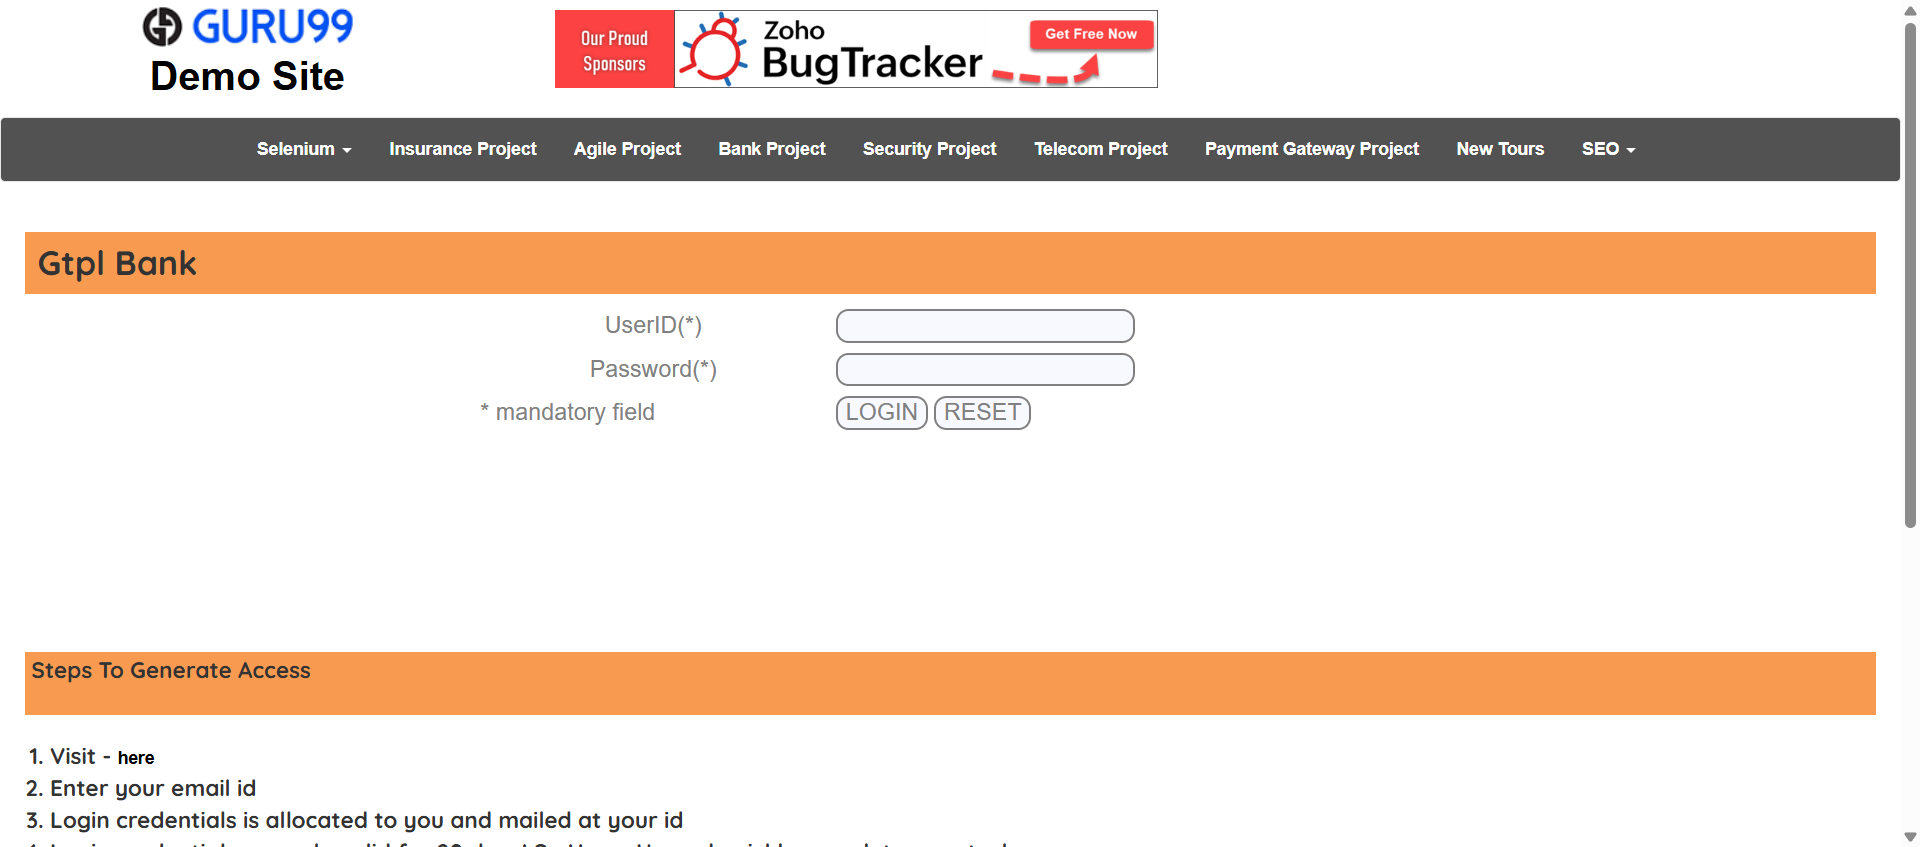 GURU99
Demo Site
Our Proud
Sponsors
Zoho
BugTracker
Get Free Now
Selenium Insurance Project Agile Project Bank Project Security Project Telecom Project Payment Gateway Project New Tours SEO
Gtpl Bank
UserID(*)
Password(*)
* mandatory field LOGIN RESET
Steps To Generate Access
1. Visit - here
2. Enter your email id
3. Login credentials is allocated to you and mailed at your id